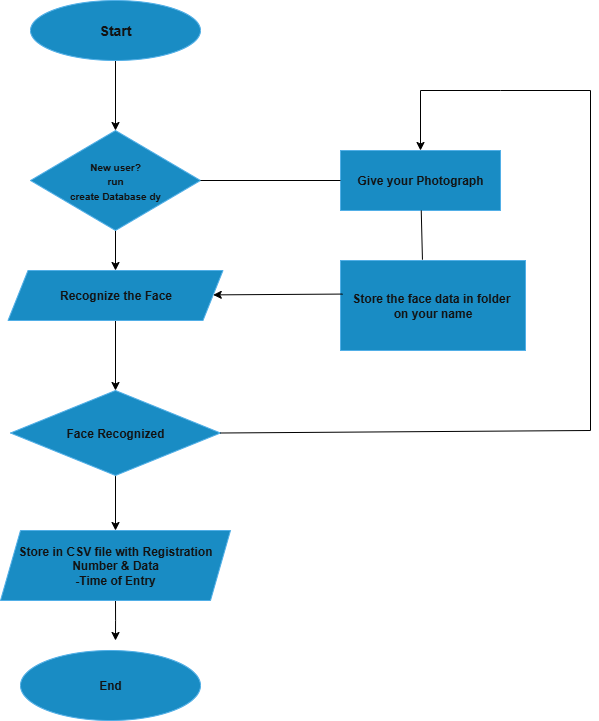 Start
New user?
run
create Database dy
Give your Photograph
Recognize the Face
Store the face data in folder
on your name
Face Recognized
Store in CSV file with Registration
Number & Data
-Time of Entry
End